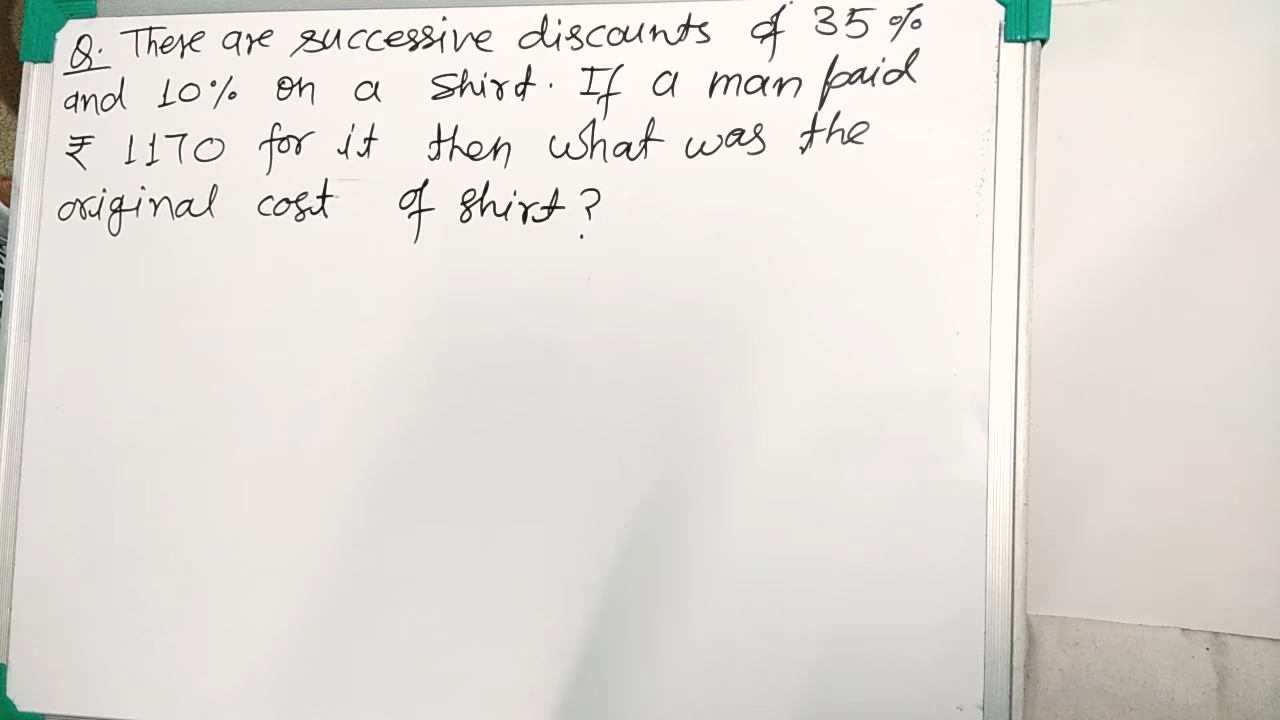 Q. There are successive discounts of 35%
and 10% on a shirt. If a man paid
₹ 1170 for it then what was the
original cost of shirt?